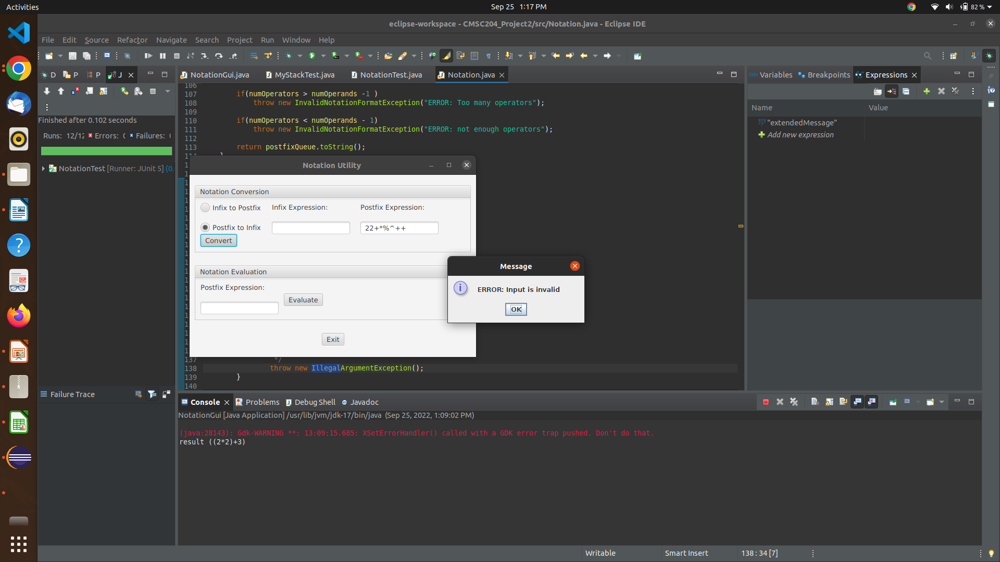 Activities
Sep 25 1:17 PM
82 %
eclipse-workspace - CMSC204_Project2/src/Notation.java - Eclipse IDE
File Edit Source Refactor Navigate Search Project Run Window Help
D P P J
NotationGui.java MyStackTest.java NotationTest.java Notation.java
Variables Breakpoints Expressions
Name Value
"extendedMessage"
Add new expression
Finished after 0.102 seconds
Runs: 12/12 Errors: Failures:
NotationTest [Runner: JUnit 5] (0.
Failure Trace
106
107 if(numOperators > numOperands -1 )
108 throw new InvalidNotationFormatException("ERROR: Too many operators");
109
110 if(numOperators < numOperands - 1)
111 throw new InvalidNotationFormatException("ERROR: not enough operators");
112
113 return postfixQueue.toString();
114 }
Notation Utility
Notation Conversion
Infix to Postfix Infix Expression: Postfix Expression:
Postfix to Infix 22+*%^++
Convert
Notation Evaluation
Postfix Expression:
Evaluate
Exit
Message
ERROR: Input is invalid
OK
137 */
138 throw new IllegalArgumentException();
139 }
140
Console Problems Debug Shell Javadoc
NotationGui [Java Application] /usr/lib/jvm/jdk-17/bin/java (Sep 25, 2022, 1:09:02 PM)
(java:28143): Gdk-WARNING **: 13:09:15.685: XSetErrorHandler() called with a GDK error trap pushed. Don't do that.
result ((2*2)+3)
Writable Smart Insert 138 : 34 [7]